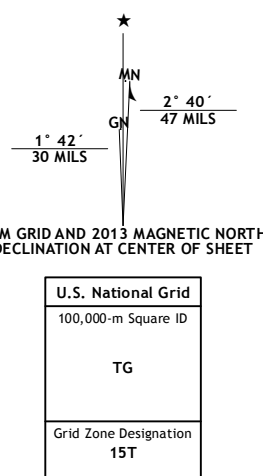 ★
MN
GN
1° 42´
30 MILS
2° 40´
47 MILS
M GRID AND 2013 MAGNETIC NORTH
DECLINATION AT CENTER OF SHEET
U.S. National Grid
100,000-m Square ID
TG
Grid Zone Designation
15T